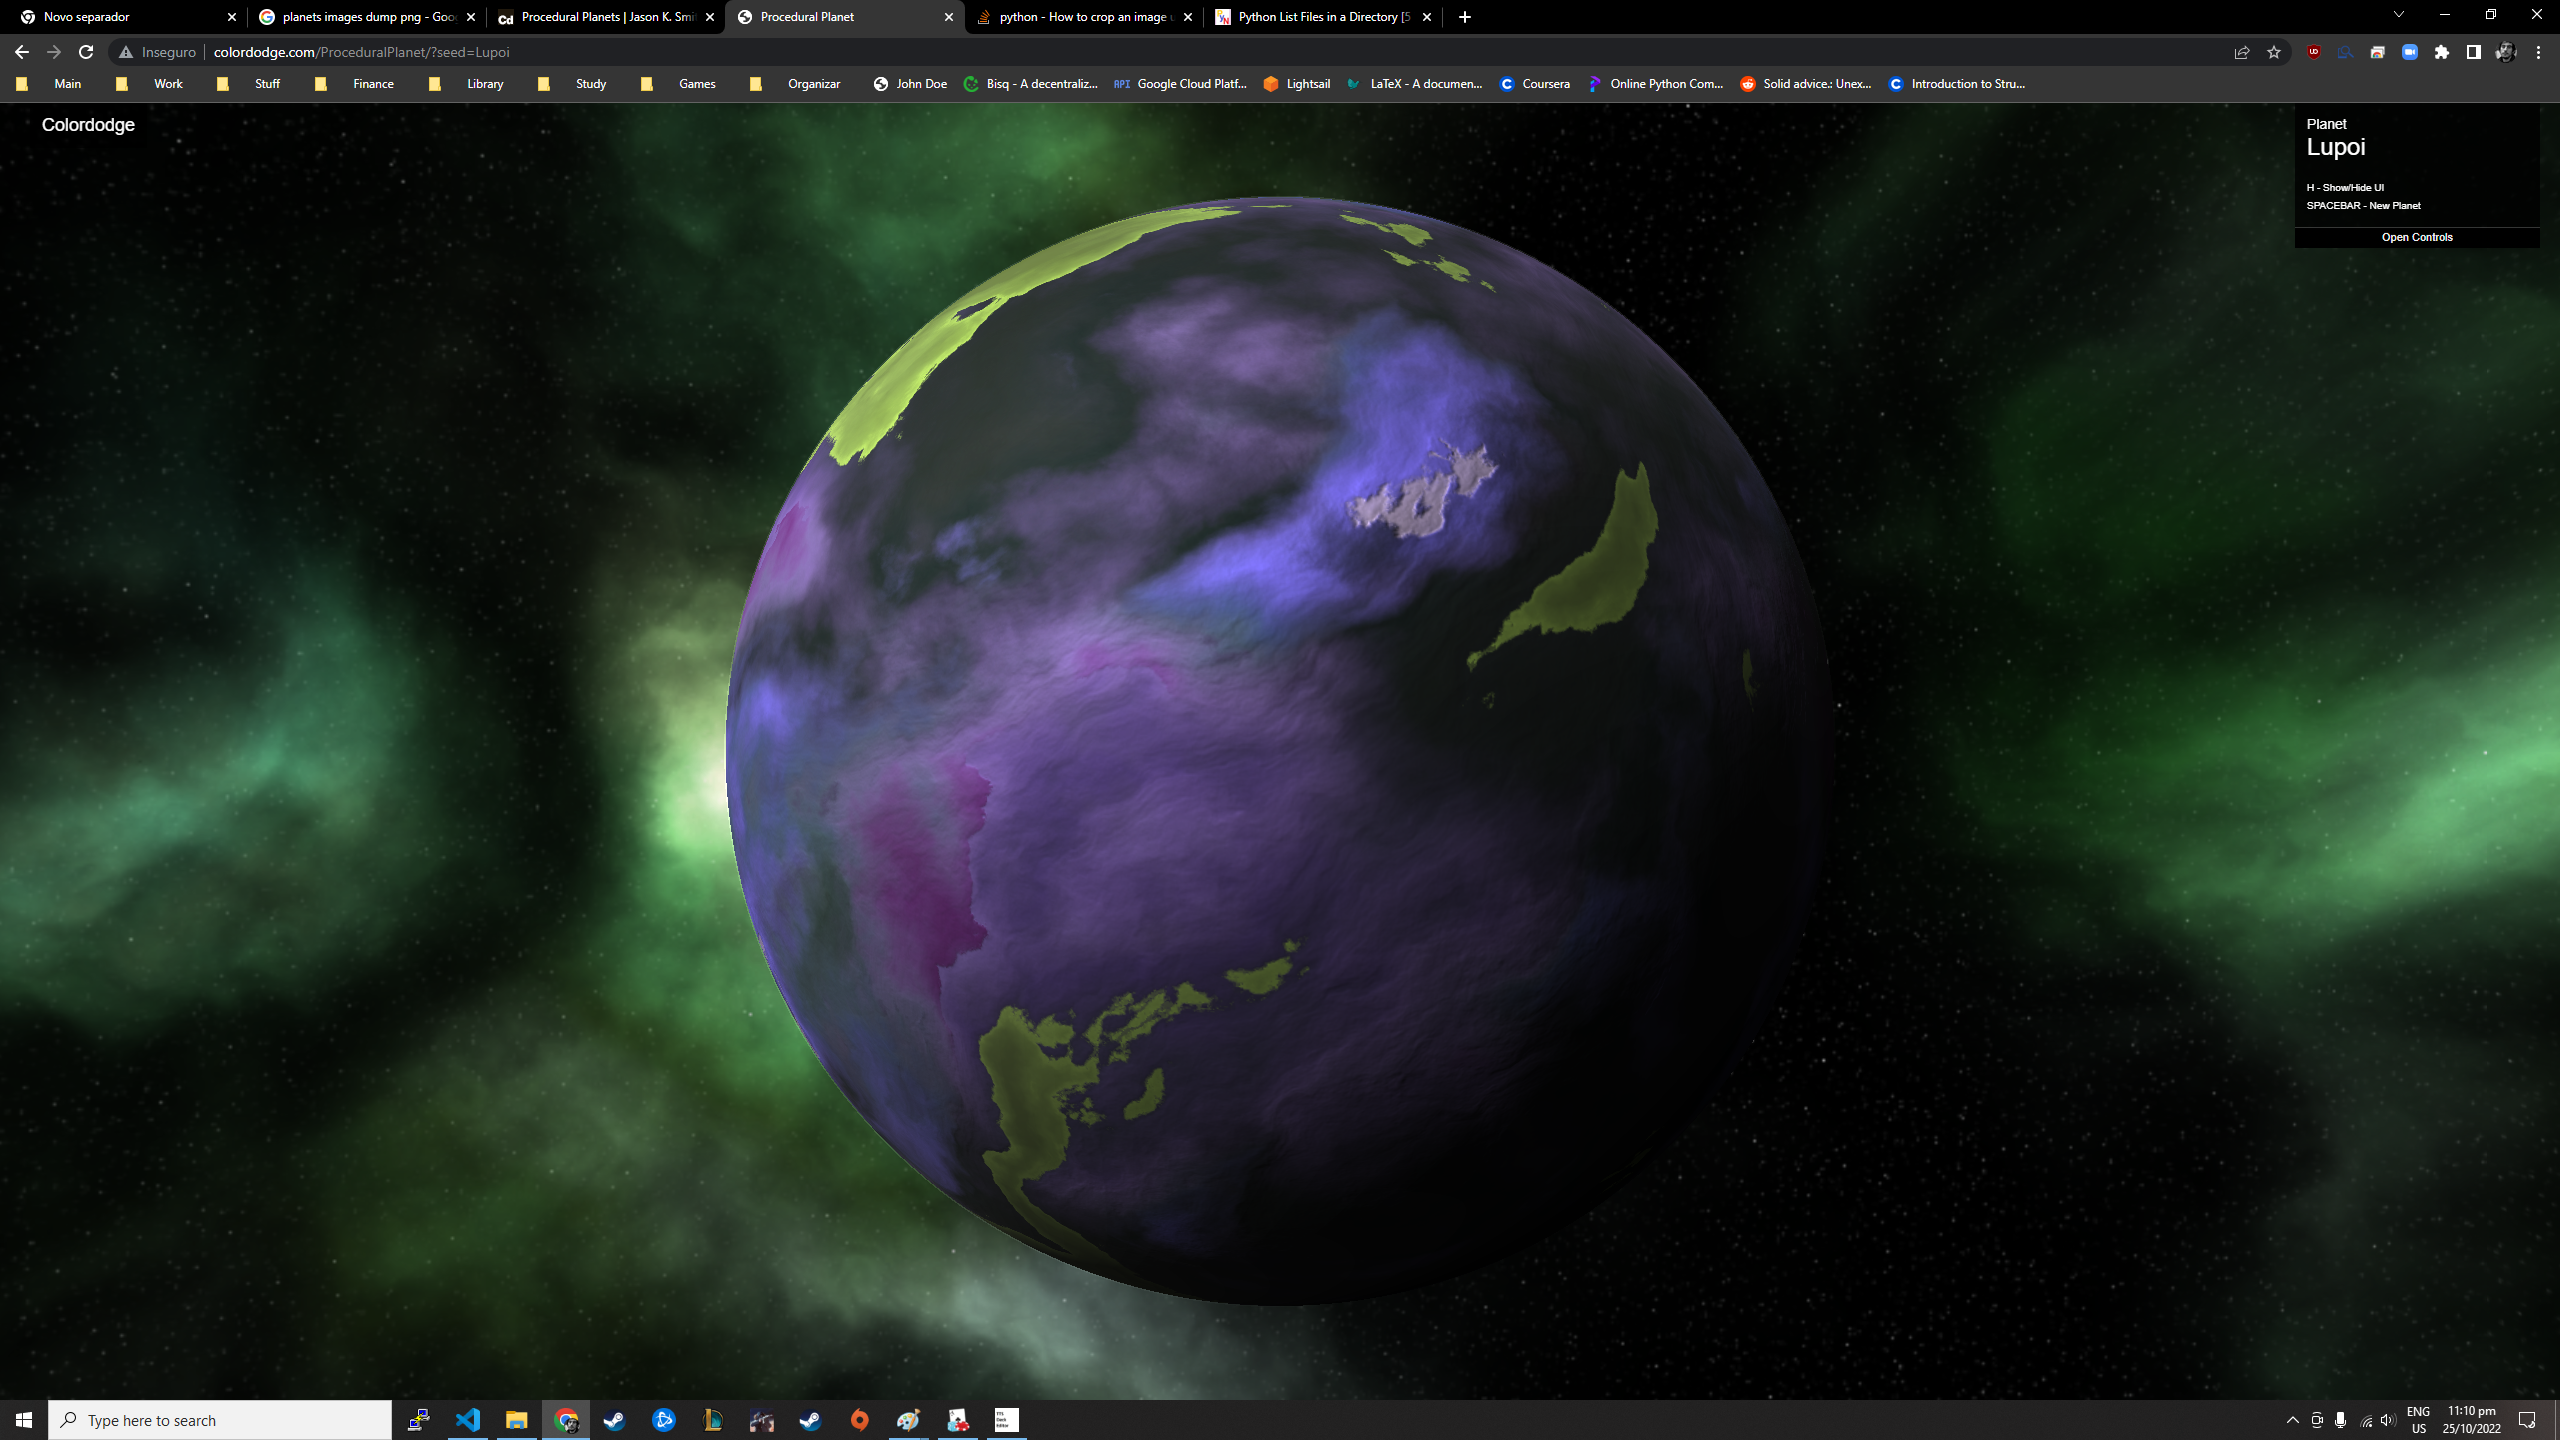 Novo separador
planets images dump png - Goo
Procedural Planets | Jason K. Smi
Procedural Planet
python - How to crop an image u
Python List Files in a Directory [5
Inseguro
colordodge.com/ProceduralPlanet/?seed=Lupoi
Main
Work
Stuff
Finance
Library
Study
Games
Organizar
John Doe
Bisq - A decentraliz...
API
Google Cloud Platf...
Lightsail
LaTeX - A documen...
Coursera
Online Python Com...
Solid advice.: Unex...
Introduction to Stru...
Colordodge
Planet
Lupoi
H - Show/Hide UI
SPACEBAR - New Planet
Open Controls
Type here to search
TTS
Deck
Editor
ENG
US
11:10 pm
25/10/2022